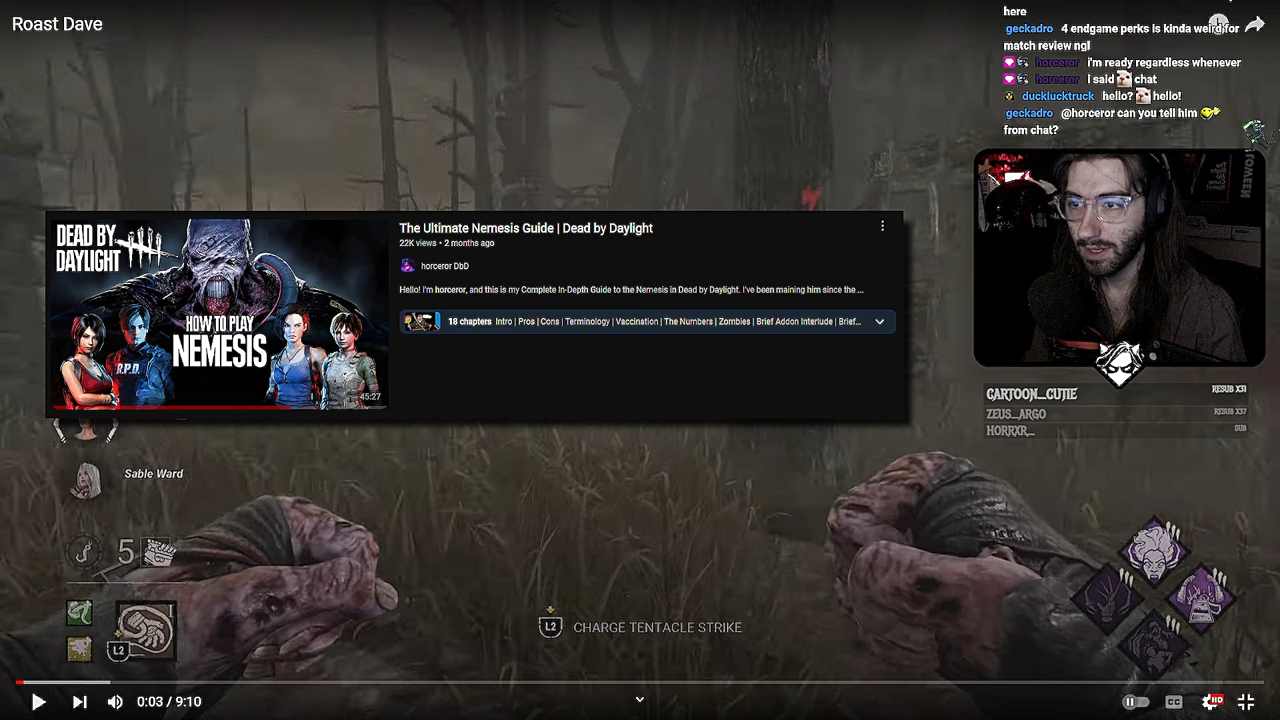 Roast Dave
here
geckadro 4 endgame perks is kinda weird for
match review ngl
horceror i'm ready regardless whenever
horceror i said chat
ducklucktruck hello? hello!
geckadro @horceror can you tell him
from chat?
DEAD BY
DAYLIGHT
HOW TO PLAY
NEMESIS
R.P.D.
45:27
The Ultimate Nemesis Guide | Dead by Daylight
22K views • 2 months ago
horceror DbD
Hello! I'm horceror, and this is my Complete In-Depth Guide to the Nemesis in Dead by Daylight. I've been maining him since the ...
18 chapters Intro | Pros | Cons | Terminology | Vaccination | The Numbers | Zombies | Brief Addon Interlude | Brief...
CARTOON_CUTIE RESUB X31
ZEUS_ARGO RESUB X37
HORRXR_ SUB
Sable Ward
5
L2
L2 CHARGE TENTACLE STRIKE
0:03 / 9:10
CC
HD